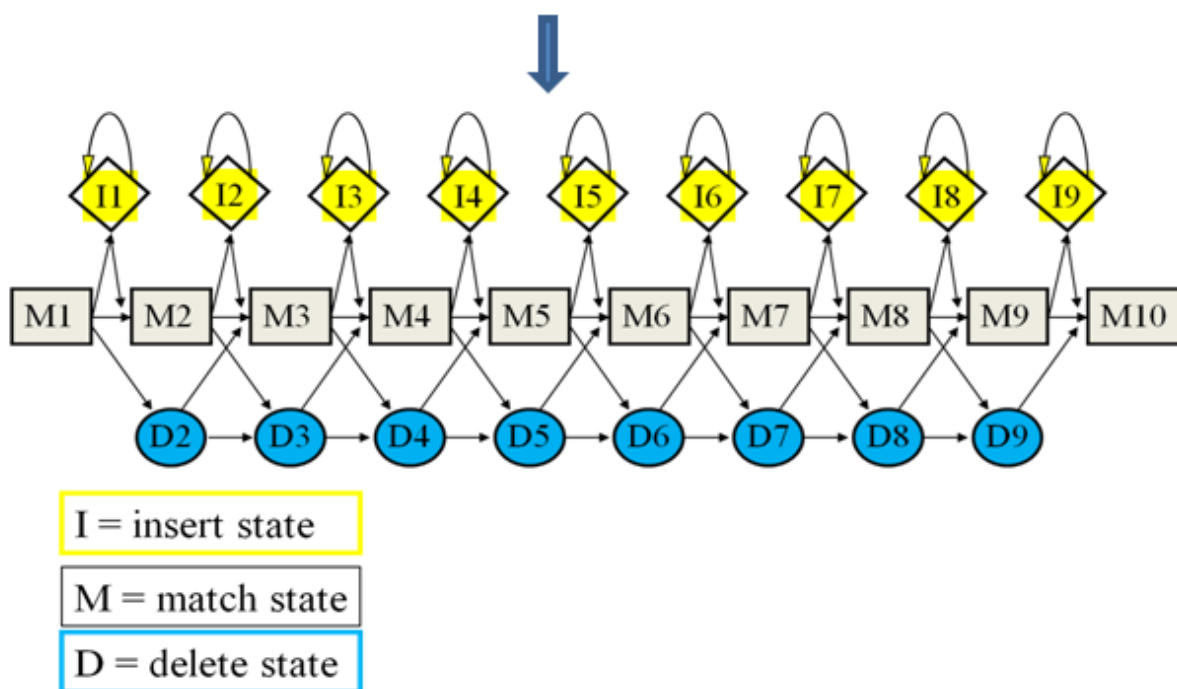 I1 I2 I3 I4 I5 I6 I7 I8 I9
M1 M2 M3 M4 M5 M6 M7 M8 M9 M10
D2 D3 D4 D5 D6 D7 D8 D9
I = insert state
M = match state
D = delete state